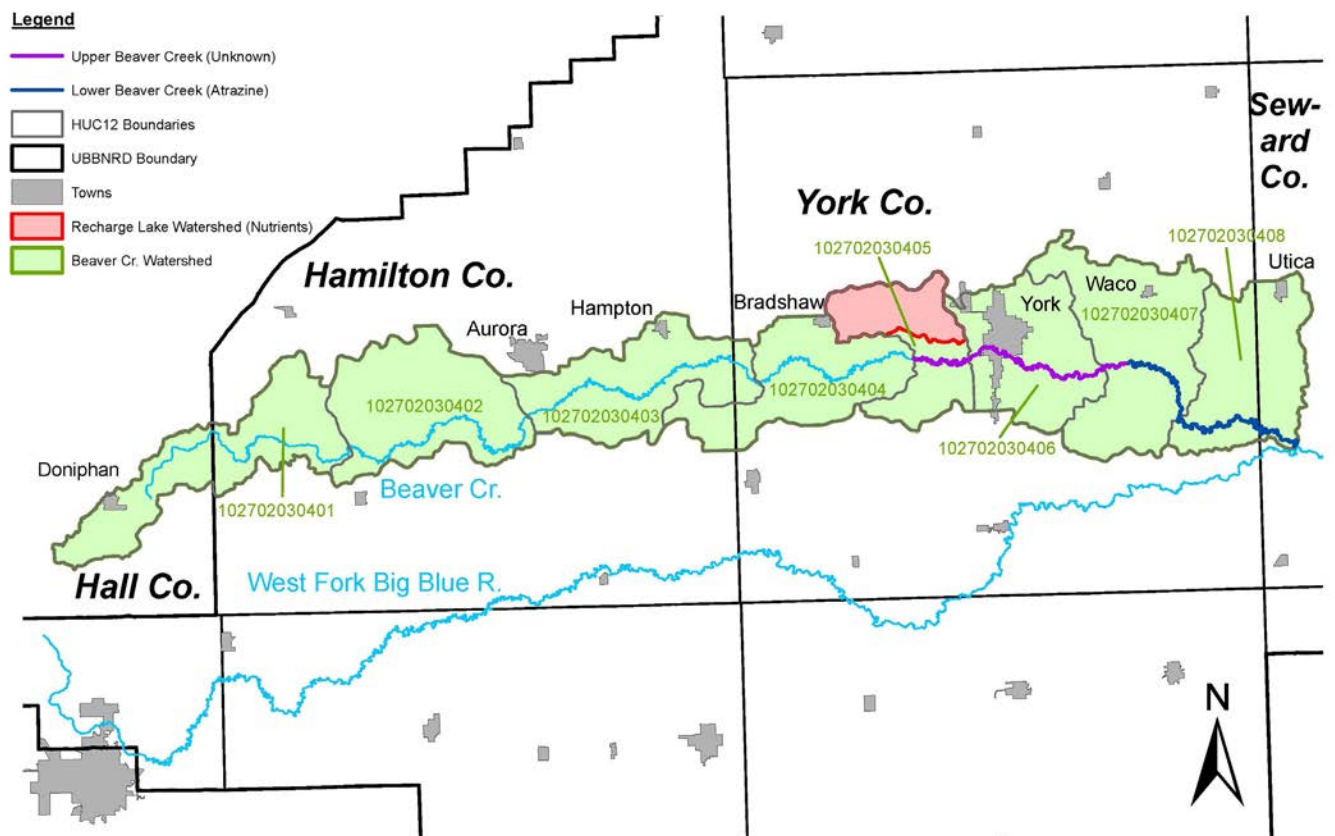 Legend
Upper Beaver Creek (Unknown)
Lower Beaver Creek (Atrazine)
HUC12 Boundaries
UBBNRD Boundary
Towns
Recharge Lake Watershed (Nutrients)
Beaver Cr. Watershed
Sew-
ard
Co.
York Co.
102702030405
102702030408
Utica
Hamilton Co.
Hampton
Bradshaw
York
Waco
102702030407
Aurora
102702030402
102702030403
102702030404
102702030406
Doniphan
Beaver Cr.
102702030401
Hall Co.
West Fork Big Blue R.
N